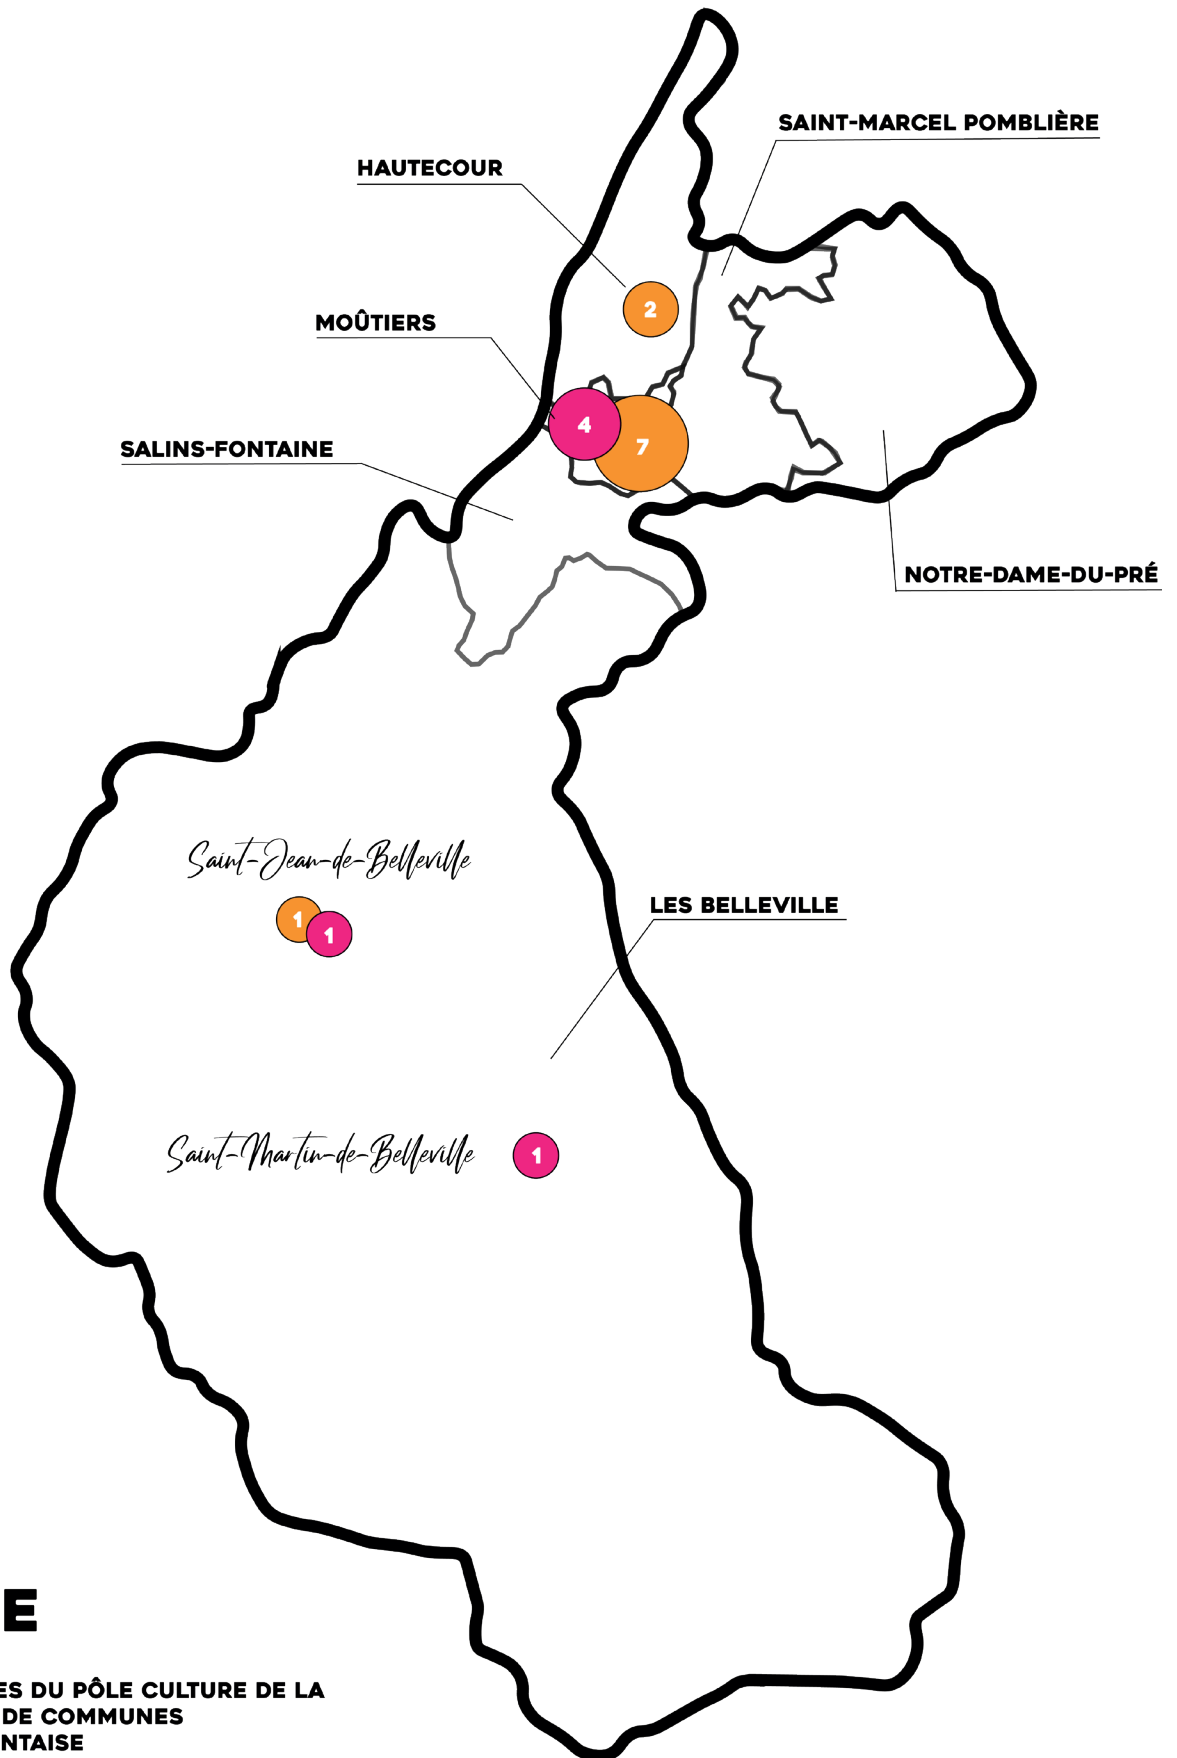 SAINT-MARCEL POMBLIÈRE
HAUTECOUR
2
MOÛTIERS
4
7
SALINS-FONTAINE
NOTRE-DAME-DU-PRÉ
Saint-Jean-de-Belleville
1
1
LES BELLEVILLE
Saint-Martin-de-Belleville
1
E
ES DU PÔLE CULTURE DE LA
DE COMMUNES
NTAISE